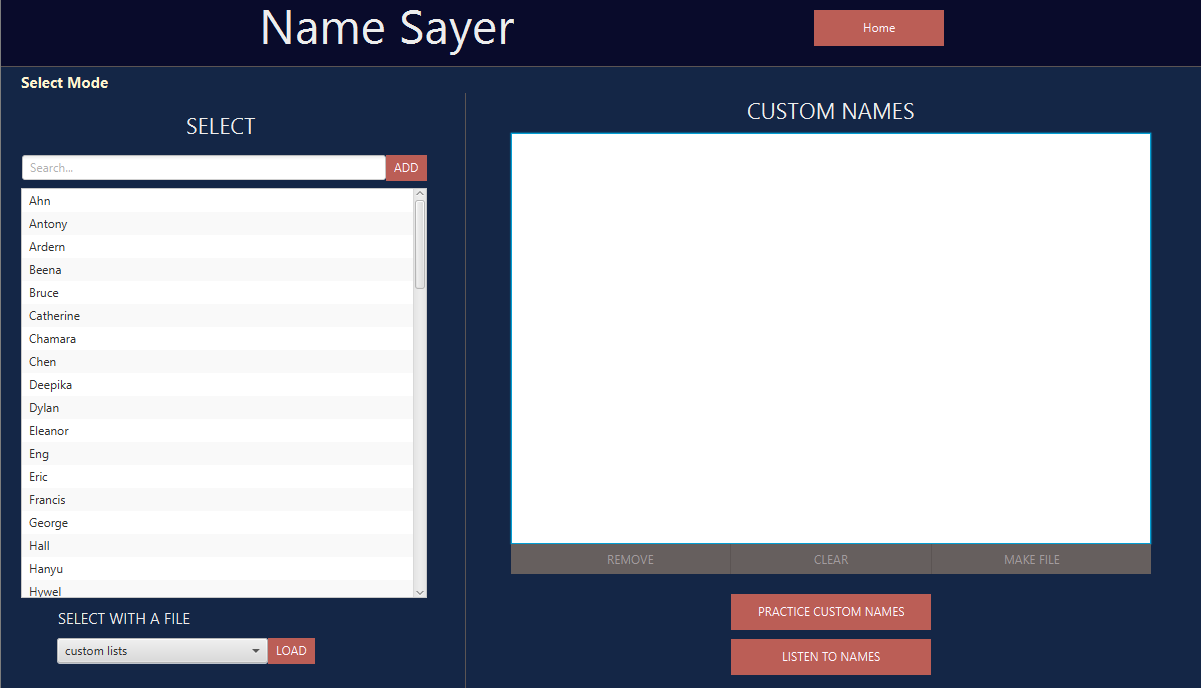 Name Sayer
Home
Select Mode
SELECT
Search...
ADD
Ahn
Antony
Ardern
Beena
Bruce
Catherine
Chamara
Chen
Deepika
Dylan
Eleanor
Eng
Eric
Francis
George
Hall
Hanyu
Hywel
SELECT WITH A FILE
custom lists
LOAD
CUSTOM NAMES
REMOVE
CLEAR
MAKE FILE
PRACTICE CUSTOM NAMES
LISTEN TO NAMES